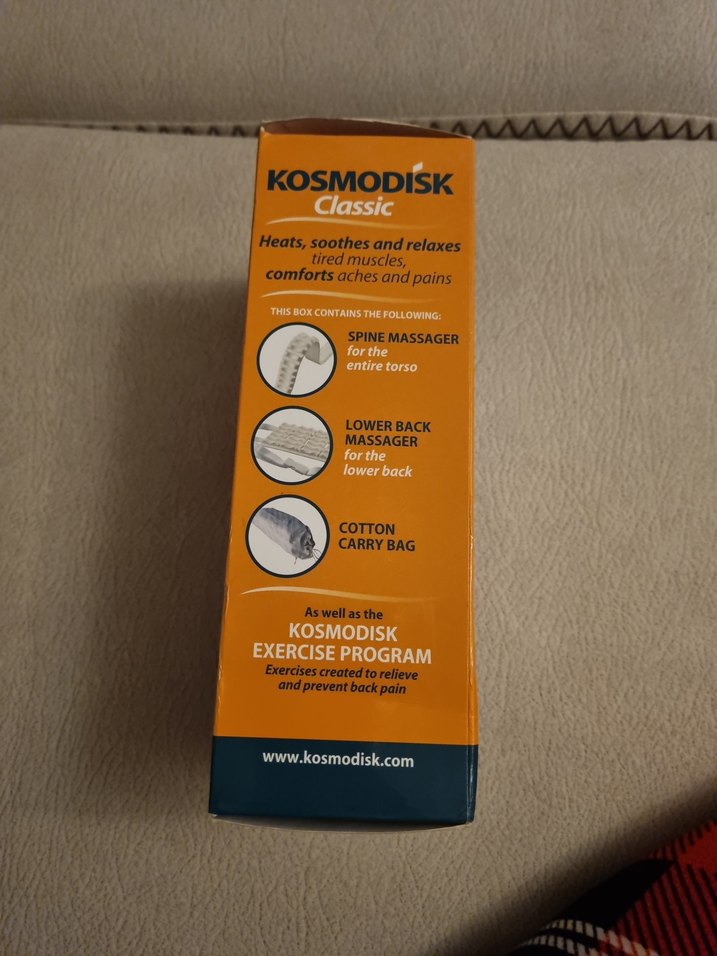 KOSMODISK
Classic
Heats, soothes and relaxes
tired muscles,
comforts aches and pains
THIS BOX CONTAINS THE FOLLOWING:
SPINE MASSAGER
for the
entire torso
LOWER BACK
MASSAGER
for the
lower back
COTTON
CARRY BAG
As well as the
KOSMODISK
EXERCISE PROGRAM
Exercises created to relieve
and prevent back pain
www.kosmodisk.com